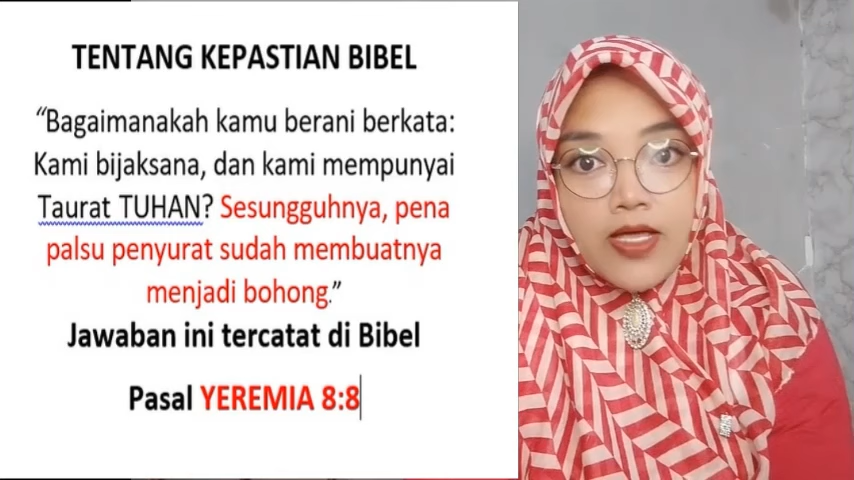 TENTANG KEPASTIAN BIBEL
“Bagaimanakah kamu berani berkata:
Kami bijaksana, dan kami mempunyai
Taurat TUHAN? Sesungguhnya, pena
palsu penyurat sudah membuatnya
menjadi bohong.”
Jawaban ini tercatat di Bibel
Pasal YEREMIA 8:8